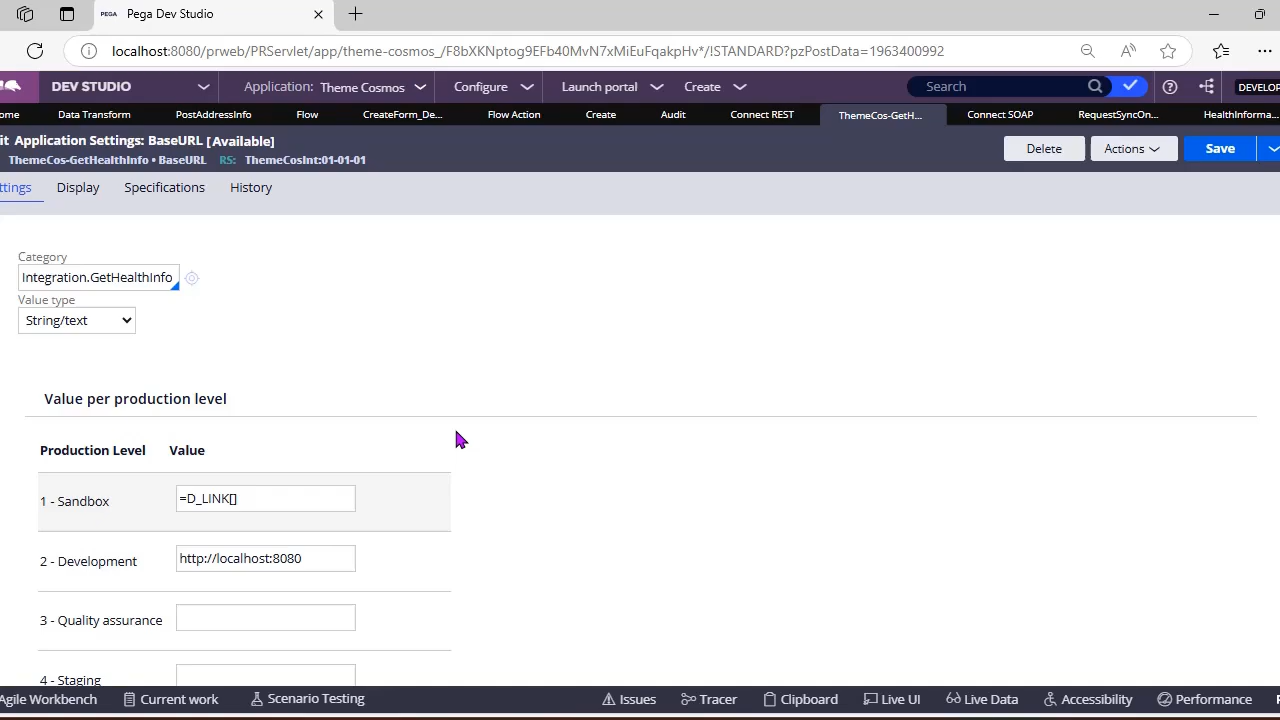 PEGA Pega Dev Studio
localhost:8080/prweb/PRServlet/app/theme-cosmos_/F8bXKNptog9EFb40MvN7xMiEuFqakpHv*/!STANDARD?pzPostData=1963400992
DEV STUDIO Application: Theme Cosmos Configure Launch portal Create Search DEVELOP
ome Data Transform PostAddressInfo Flow CreateForm_De... Flow Action Create Audit Connect REST ThemeCos-GetH... Connect SOAP RequestSyncOn... HealthInforma...
it Application Settings: BaseURL [Available]
ThemeCos-GetHealthInfo • BaseURL RS: ThemeCosInt:01-01-01
Delete Actions Save
ttings Display Specifications History
Category
Integration.GetHealthInfo
Value type
String/text
Value per production level
Production Level Value
1 - Sandbox =D_LINK[]
2 - Development http://localhost:8080
3 - Quality assurance
4 - Staging
Agile Workbench Current work Scenario Testing Issues Tracer Clipboard Live UI Live Data Accessibility Performance